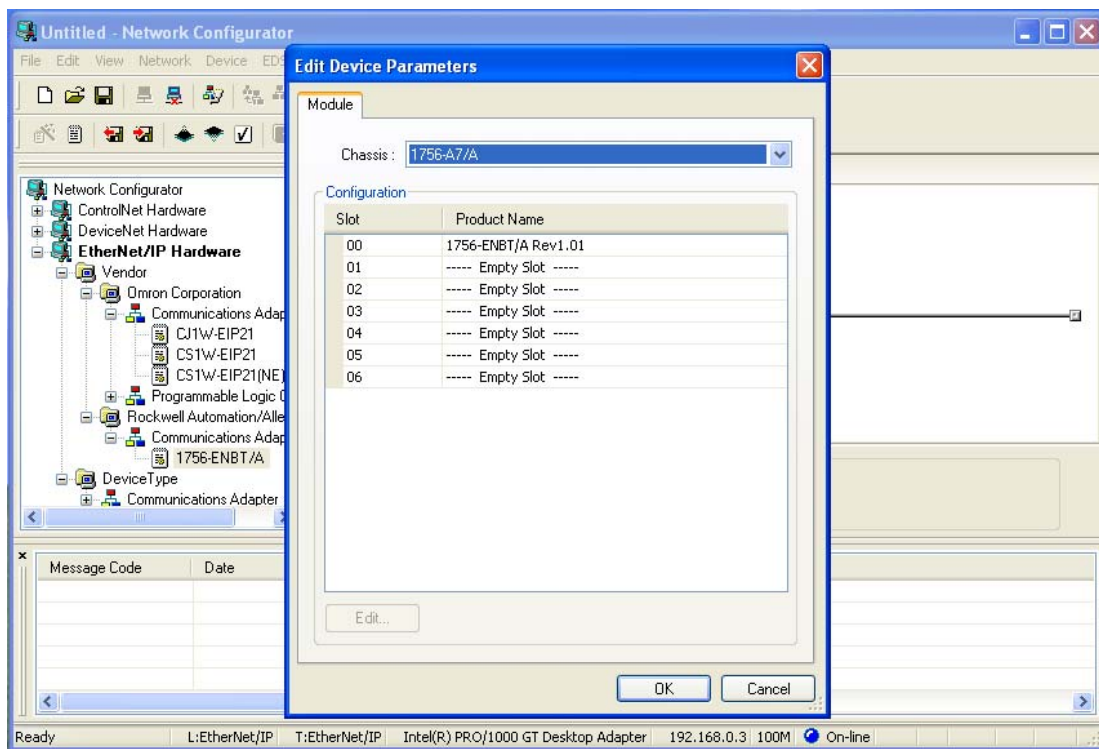 Untitled - Network Configurator
File Edit View Network Device EDS
Edit Device Parameters
Module
Chassis : 1756-A7/A
Configuration
Slot Product Name
00 1756-ENBT/A Rev1.01
01 ----- Empty Slot -----
02 ----- Empty Slot -----
03 ----- Empty Slot -----
04 ----- Empty Slot -----
05 ----- Empty Slot -----
06 ----- Empty Slot -----
Edit...
OK Cancel
Network Configurator
ControlNet Hardware
DeviceNet Hardware
EtherNet/IP Hardware
Vendor
Omron Corporation
Communications Adap
CJ1W-EIP21
CS1W-EIP21
CS1W-EIP21(NE)
Programmable Logic C
Rockwell Automation/Alle
Communications Adap
1756-ENBT/A
DeviceType
Communications Adapter
Message Code Date
Ready L:EtherNet/IP T:EtherNet/IP Intel(R) PRO/1000 GT Desktop Adapter 192.168.0.3 100M On-line